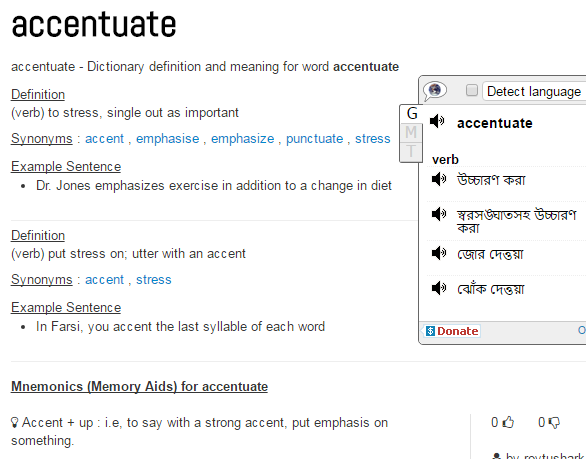 accentuate
accentuate - Dictionary definition and meaning for word accentuate
Definition
(verb) to stress, single out as important
Synonyms : accent , emphasise , emphasize , punctuate , stress
Example Sentence
Dr. Jones emphasizes exercise in addition to a change in diet
Definition
(verb) put stress on; utter with an accent
Synonyms : accent , stress
Example Sentence
In Farsi, you accent the last syllable of each word
Mnemonics (Memory Aids) for accentuate
Accent + up : i.e, to say with a strong accent, put emphasis on
something.
0 0
by
Detect language
G
M
T
accentuate
verb
উচ্চারণ করা
স্বরসঙ্ঘাতসহ উচ্চারণ
করা
জোর দেত্তয়া
ঝোঁক দেত্তয়া
Donate